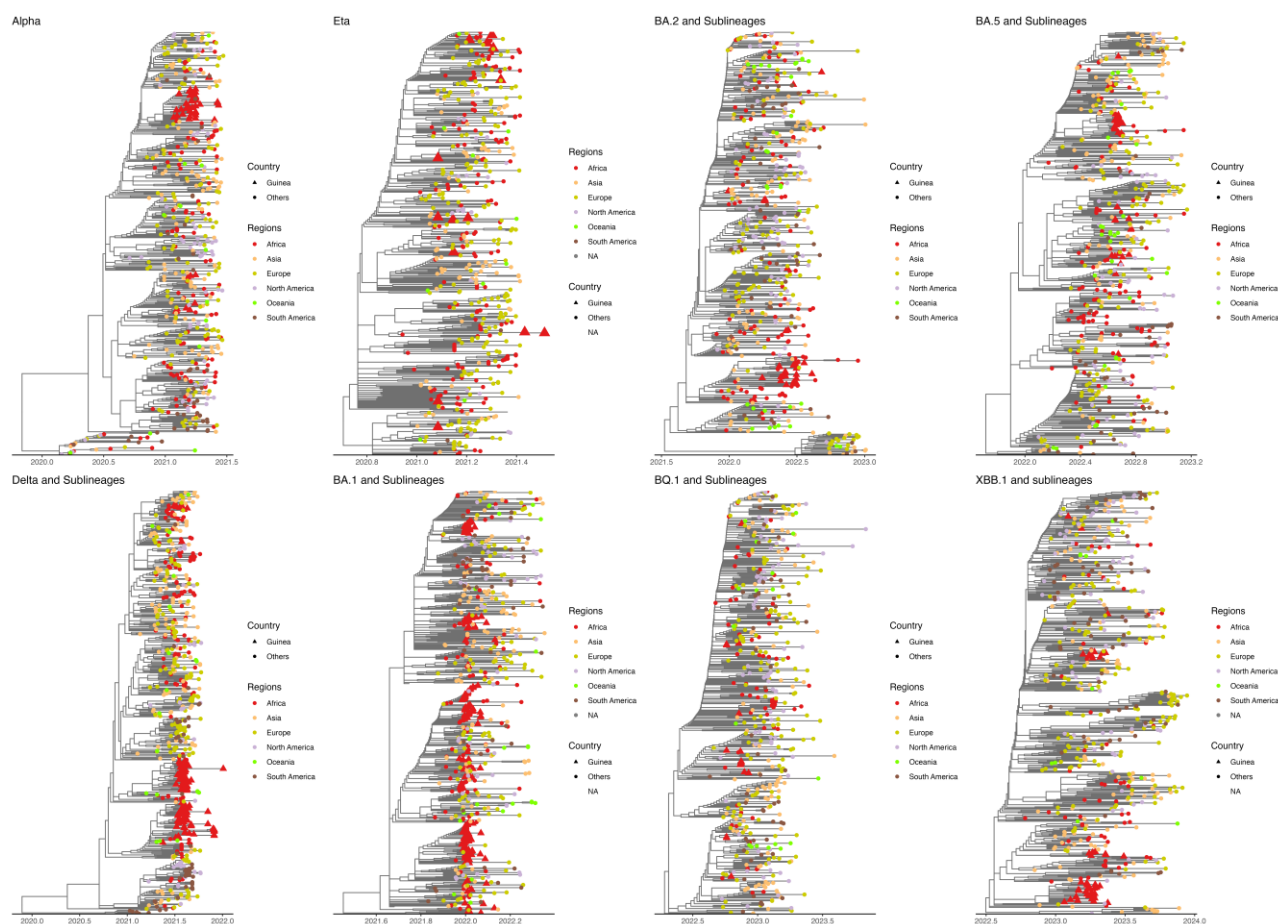 Alpha
Country
Guinea
Others
Regions
Africa
Asia
Europe
North America
Oceania
South America
2020.0 2020.5 2021.0 2021.5
Eta
Regions
Africa
Asia
Europe
North America
Oceania
South America
NA
Country
Guinea
Others
NA
2020.8 2021.0 2021.2 2021.4
BA.2 and Sublineages
Country
Guinea
Others
Regions
Africa
Asia
Europe
North America
Oceania
South America
2021.5 2022.0 2022.5 2023.0
BA.5 and Sublineages
Country
Guinea
Others
Regions
Africa
Asia
Europe
North America
Oceania
South America
2022.0 2022.4 2022.8 2023.2
Delta and Sublineages
Country
Guinea
Others
Regions
Africa
Asia
Europe
North America
Oceania
South America
2020.0 2020.5 2021.0 2021.5 2022.0
BA.1 and Sublineages
Regions
Africa
Asia
Europe
North America
Oceania
South America
NA
Country
Guinea
Others
NA
2021.6 2021.8 2022.0 2022.2
BQ.1 and Sublineages
Country
Guinea
Others
Regions
Africa
Asia
Europe
North America
Oceania
South America
2022.5 2023.0 2023.5
XBB.1 and sublineages
Regions
Africa
Asia
Europe
North America
Oceania
South America
NA
Country
Guinea
Others
NA
2022.5 2023.0 2023.5 2024.0